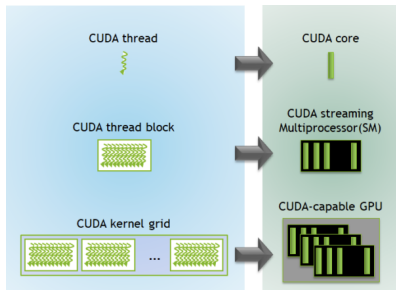 CUDA thread
CUDA core
CUDA thread block
CUDA streaming
Multiprocessor(SM)
CUDA kernel grid
...
CUDA-capable GPU